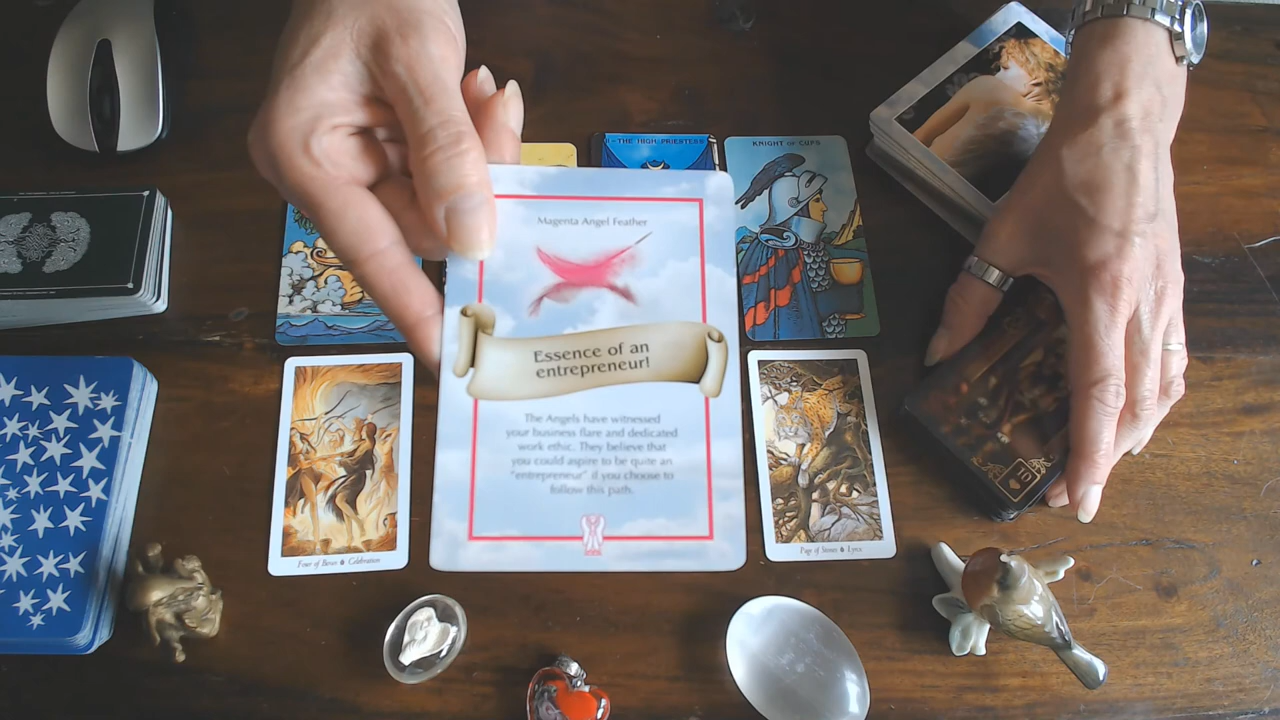 II-THE HIGH PRIESTESS
KNIGHT OF CUPS
Magenta Angel Feather
Essence of an
entrepreneur!
The Angels have witnessed
your business flare and dedicated
work ethic. They believe that
you could aspire to be quite an
"entrepreneur" if you choose to
follow this path.
Four of Bows Celebration
Page of Stones Lynx
10